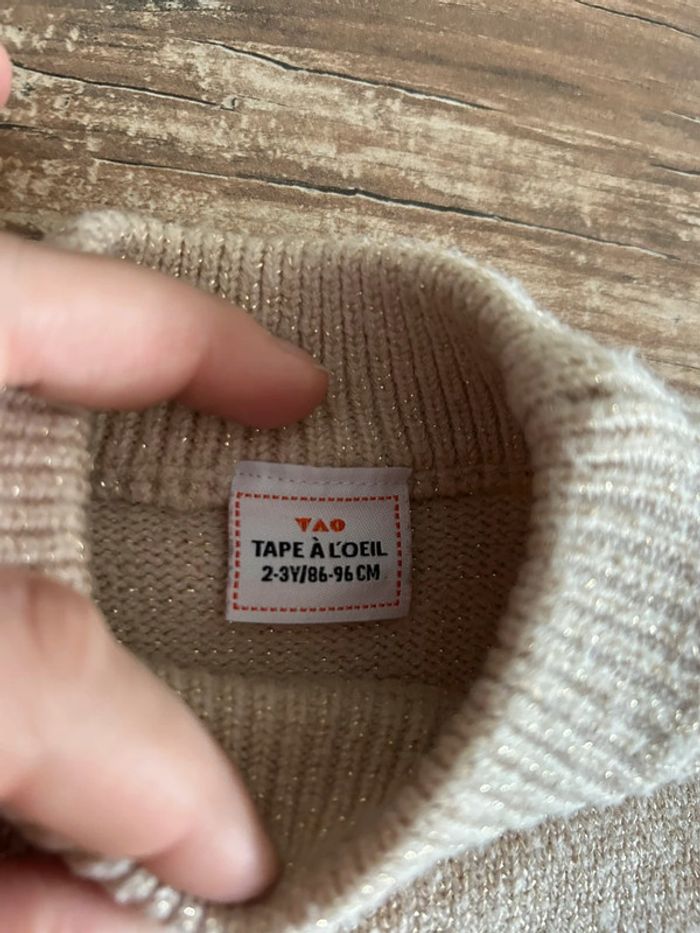 TAO
TAPE À L'OEIL
2-3Y/86-96 CM